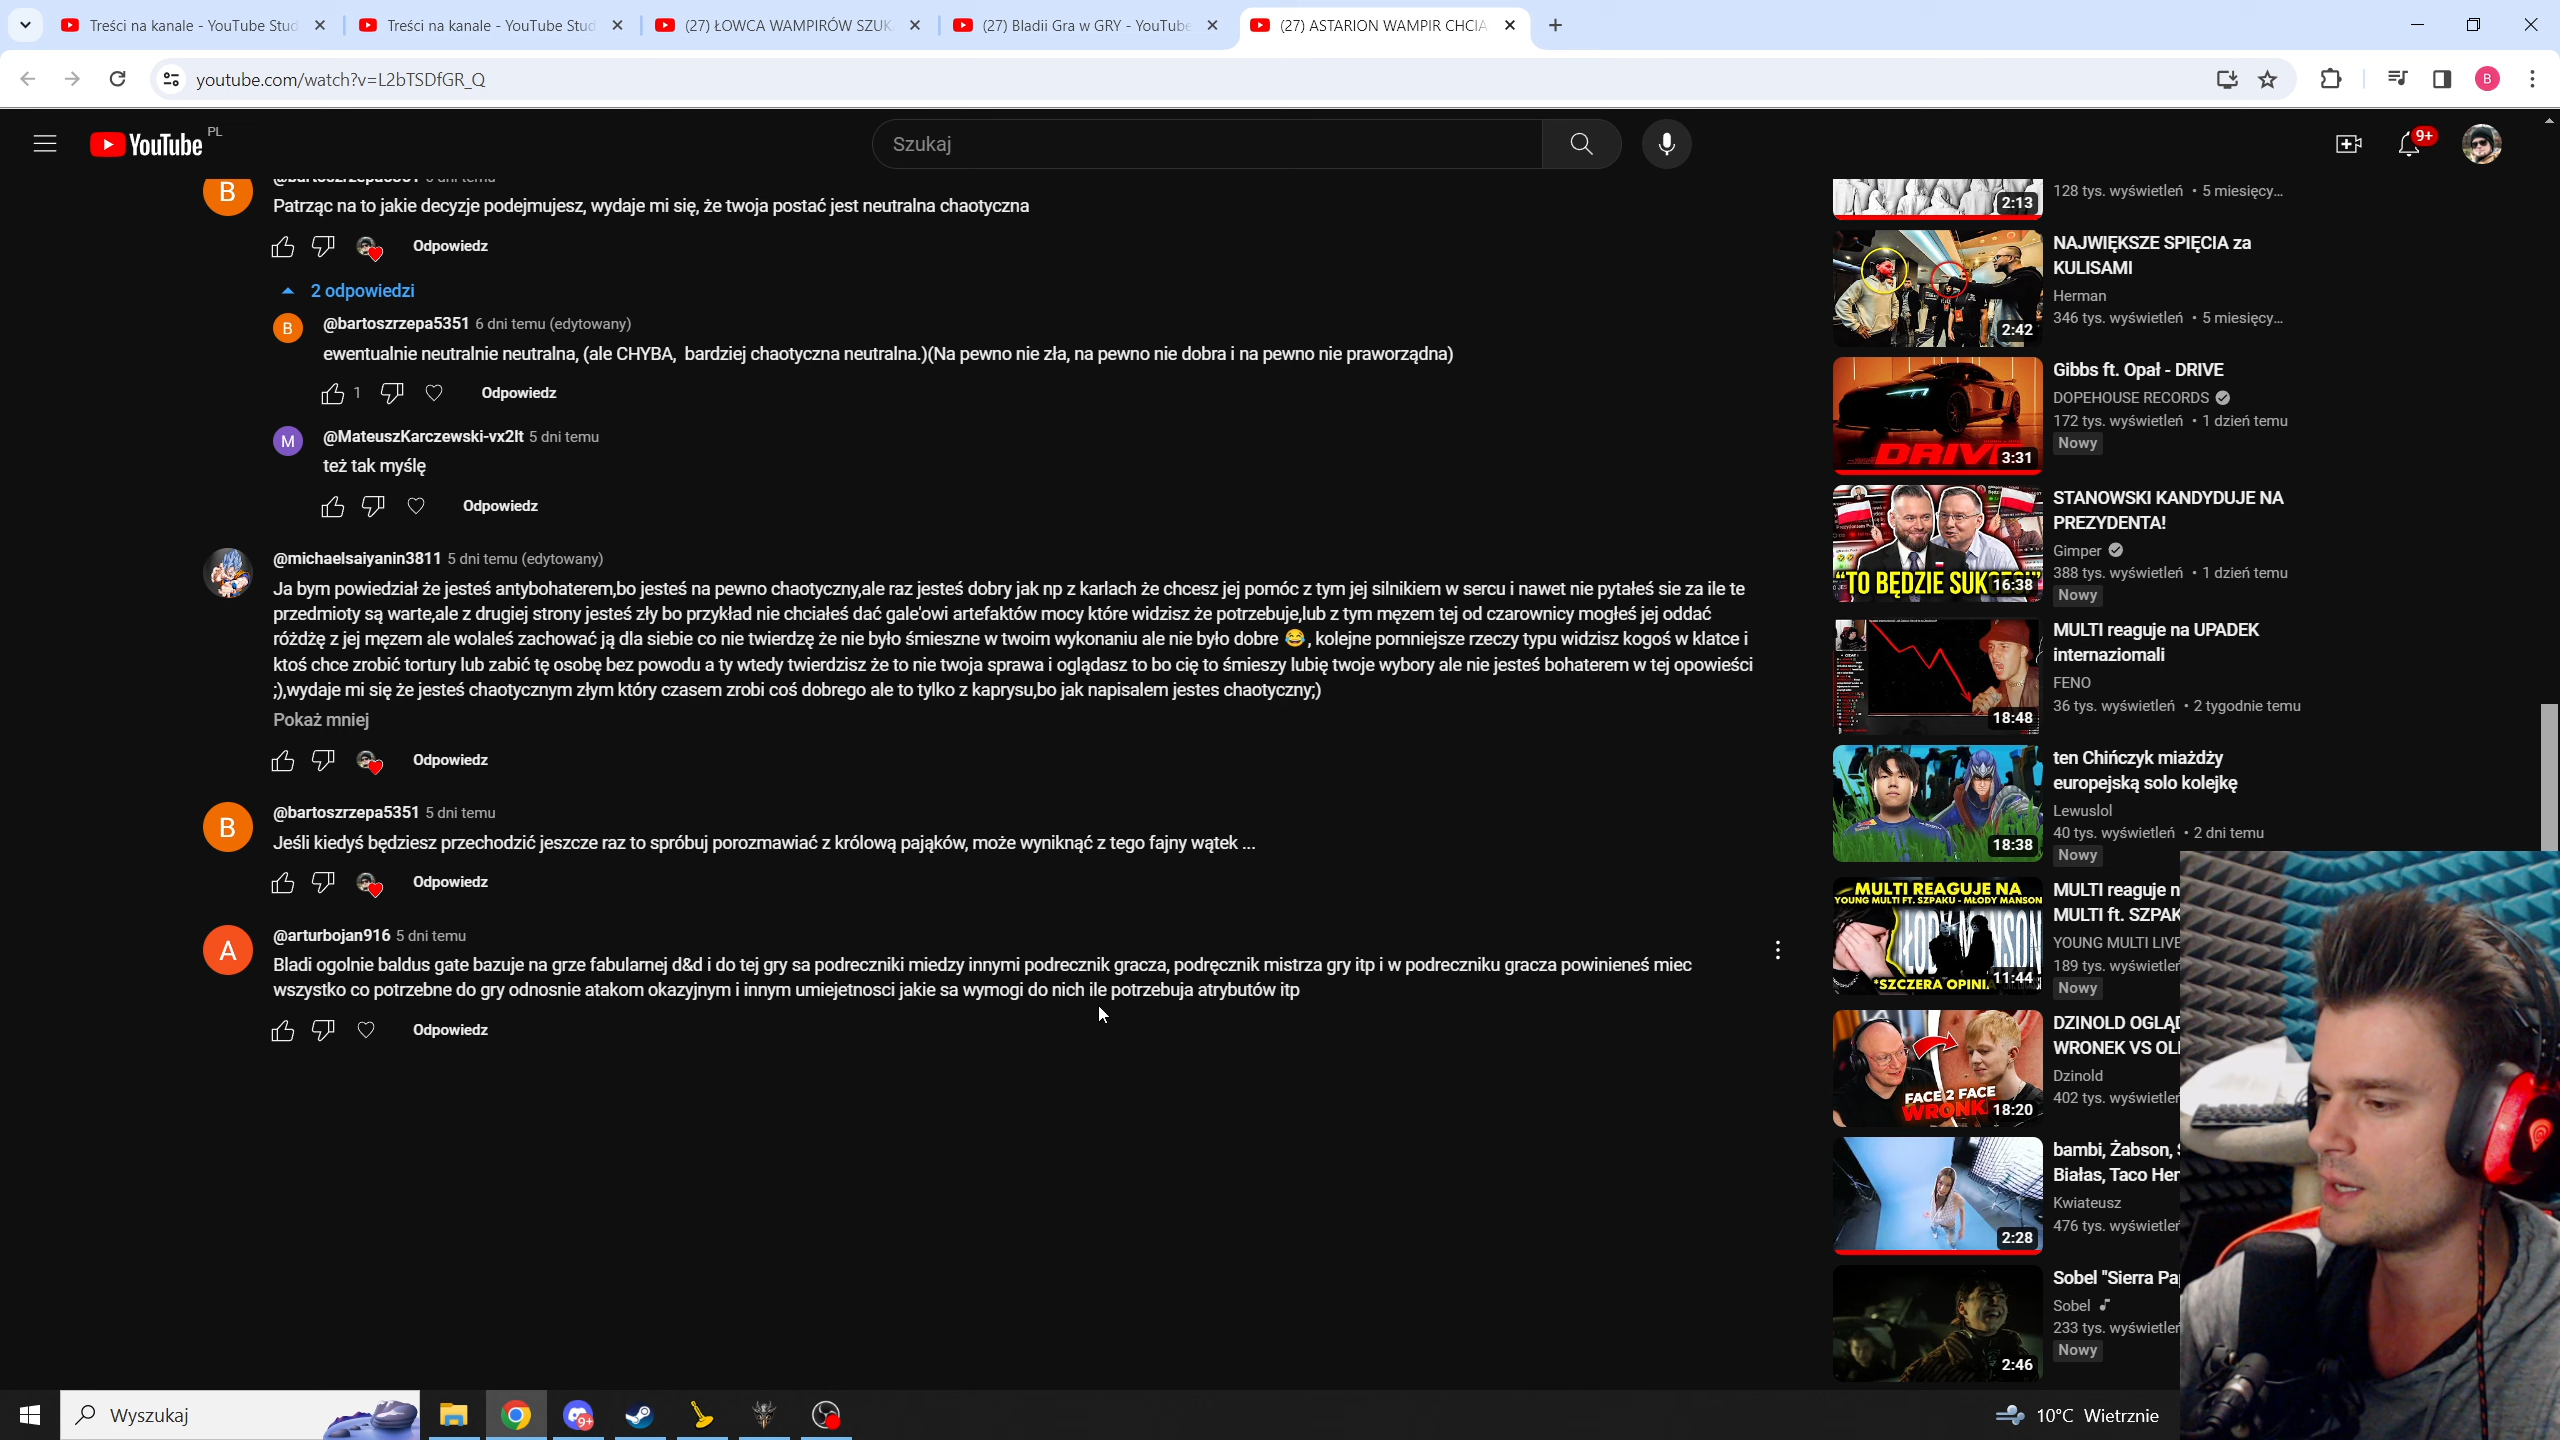 Treści na kanale - YouTube Stud
Treści na kanale - YouTube Stud
(27) ŁOWCA WAMPIRÓW SZUK
(27) Bladii Gra w GRY - YouTube
(27) ASTARION WAMPIR CHCIA
youtube.com/watch?v=L2bTSDfGR_Q
B
YouTube PL
Szukaj
9+
B
Patrząc na to jakie decyzje podejmujesz, wydaje mi się, że twoja postać jest neutralna chaotyczna
Odpowiedz
2 odpowiedzi
B
@bartoszrzepa5351 6 dni temu (edytowany)
ewentualnie neutralnie neutralna, (ale CHYBA, bardziej chaotyczna neutralna.)(Na pewno nie zła, na pewno nie dobra i na pewno nie praworządna)
1 Odpowiedz
M
@MateuszKarczewski-vx2lt 5 dni temu
też tak myślę
Odpowiedz
@michaelsaiyanin3811 5 dni temu (edytowany)
Ja bym powiedział że jesteś antybohaterem,bo jesteś na pewno chaotyczny,ale raz jesteś dobry jak np z karlach że chcesz jej pomóc z tym jej silnikiem w sercu i nawet nie pytałeś sie za ile te
przedmioty są warte,ale z drugiej strony jesteś zły bo przykład nie chciałeś dać gale'owi artefaktów mocy które widzisz że potrzebuje,lub z tym męzem tej od czarownicy mogłeś jej oddać
różdżę z jej męzem ale wolaleś zachować ją dla siebie co nie twierdzę że nie było śmieszne w twoim wykonaniu ale nie było dobre 😂, kolejne pomniejsze rzeczy typu widzisz kogoś w klatce i
ktoś chce zrobić tortury lub zabić tę osobę bez powodu a ty wtedy twierdzisz że to nie twoja sprawa i oglądasz to bo cię to śmieszy lubię twoje wybory ale nie jesteś bohaterem w tej opowieści
;),wydaje mi się że jesteś chaotycznym złym który czasem zrobi coś dobrego ale to tylko z kaprysu,bo jak napisalem jestes chaotyczny;)
Pokaż mniej
Odpowiedz
B
@bartoszrzepa5351 5 dni temu
Jeśli kiedyś będziesz przechodzić jeszcze raz to spróbuj porozmawiać z królową pająków, może wyniknąć z tego fajny wątek ...
Odpowiedz
A
@arturbojan916 5 dni temu
Bladi ogolnie baldus gate bazuje na grze fabularnej d&d i do tej gry sa podreczniki miedzy innymi podrecznik gracza, podręcznik mistrza gry itp i w podreczniku gracza powinieneś miec
wszystko co potrzebne do gry odnosnie atakom okazyjnym i innym umiejetnosci jakie sa wymogi do nich ile potrzebuja atrybutów itp
Odpowiedz
2:13
128 tys. wyświetleń • 5 miesięcy...
2:42
NAJWIĘKSZE SPIĘCIA za
KULISAMI
Herman
346 tys. wyświetleń • 5 miesięcy...
3:31
Gibbs ft. Opał - DRIVE
DOPEHOUSE RECORDS
172 tys. wyświetleń • 1 dzień temu
Nowy
"TO BĘDZIE
16:38
STANOWSKI KANDYDUJE NA
PREZYDENTA!
Gimper
388 tys. wyświetleń • 1 dzień temu
Nowy
18:48
MULTI reaguje na UPADEK
internaziomali
FENO
36 tys. wyświetleń • 2 tygodnie temu
18:38
ten Chińczyk miażdży
europejską solo kolejkę
Lewuslol
40 tys. wyświetleń • 2 dni temu
Nowy
MULTI REAGUJE NA
YOUNG MULTI FT. SZPAKU - MŁODY MANSON
*SZCZERA OPINI
11:44
MULTI reaguje n
MULTI ft. SZPAK
YOUNG MULTI LIVE
189 tys. wyświetleń
Nowy
FACE 2 FACE
WRONK
18:20
DZINOLD OGLĄD
WRONEK VS OLI
Dzinold
402 tys. wyświetleń
2:28
bambi, Żabson, S
Białas, Taco Hem
Kwiateusz
476 tys. wyświetleń
2:46
Sobel "Sierra Pap
Sobel
233 tys. wyświetleń
Nowy
Wyszukaj
9+
10°C Wietrznie